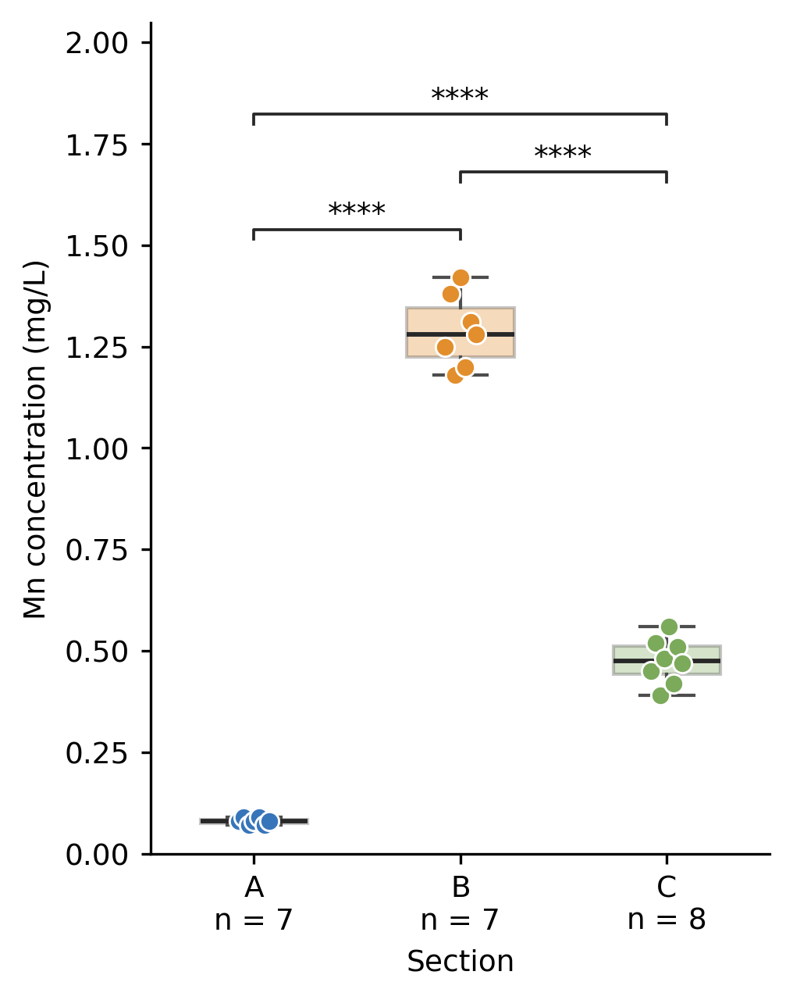 2.00
1.75
1.50
1.25
1.00
0.75
0.50
0.25
0.00
Mn concentration (mg/L)
****
****
****
A
n = 7
B
n = 7
C
n = 8
Section